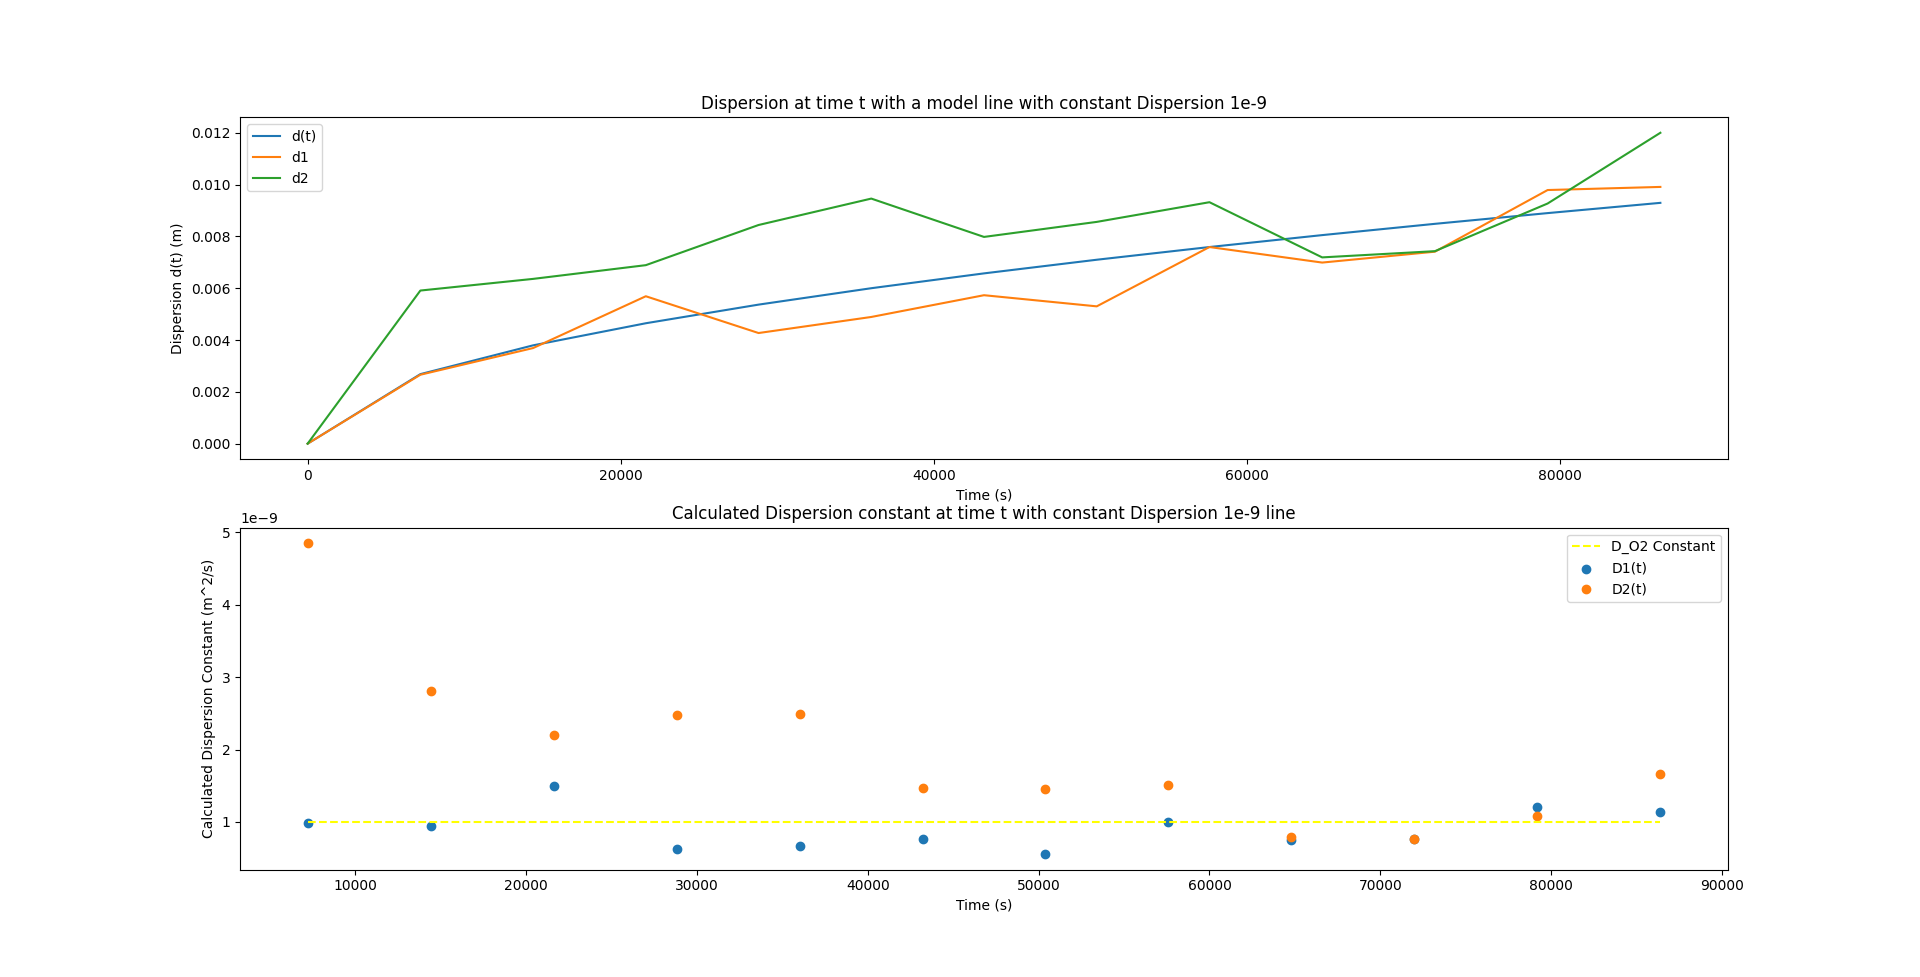 Dispersion at time t with a model line with constant Dispersion 1e-9
d(t)
d1
d2
0.012
0.010
0.008
0.006
0.004
0.002
0.000
Dispersion d(t) (m)
0 20000 40000 60000 80000
Time (s)
Calculated Dispersion constant at time t with constant Dispersion 1e-9 line
1e−9
D_O2 Constant
D1(t)
D2(t)
5
4
3
2
1
Calculated Dispersion Constant (m^2/s)
10000 20000 30000 40000 50000 60000 70000 80000 90000
Time (s)